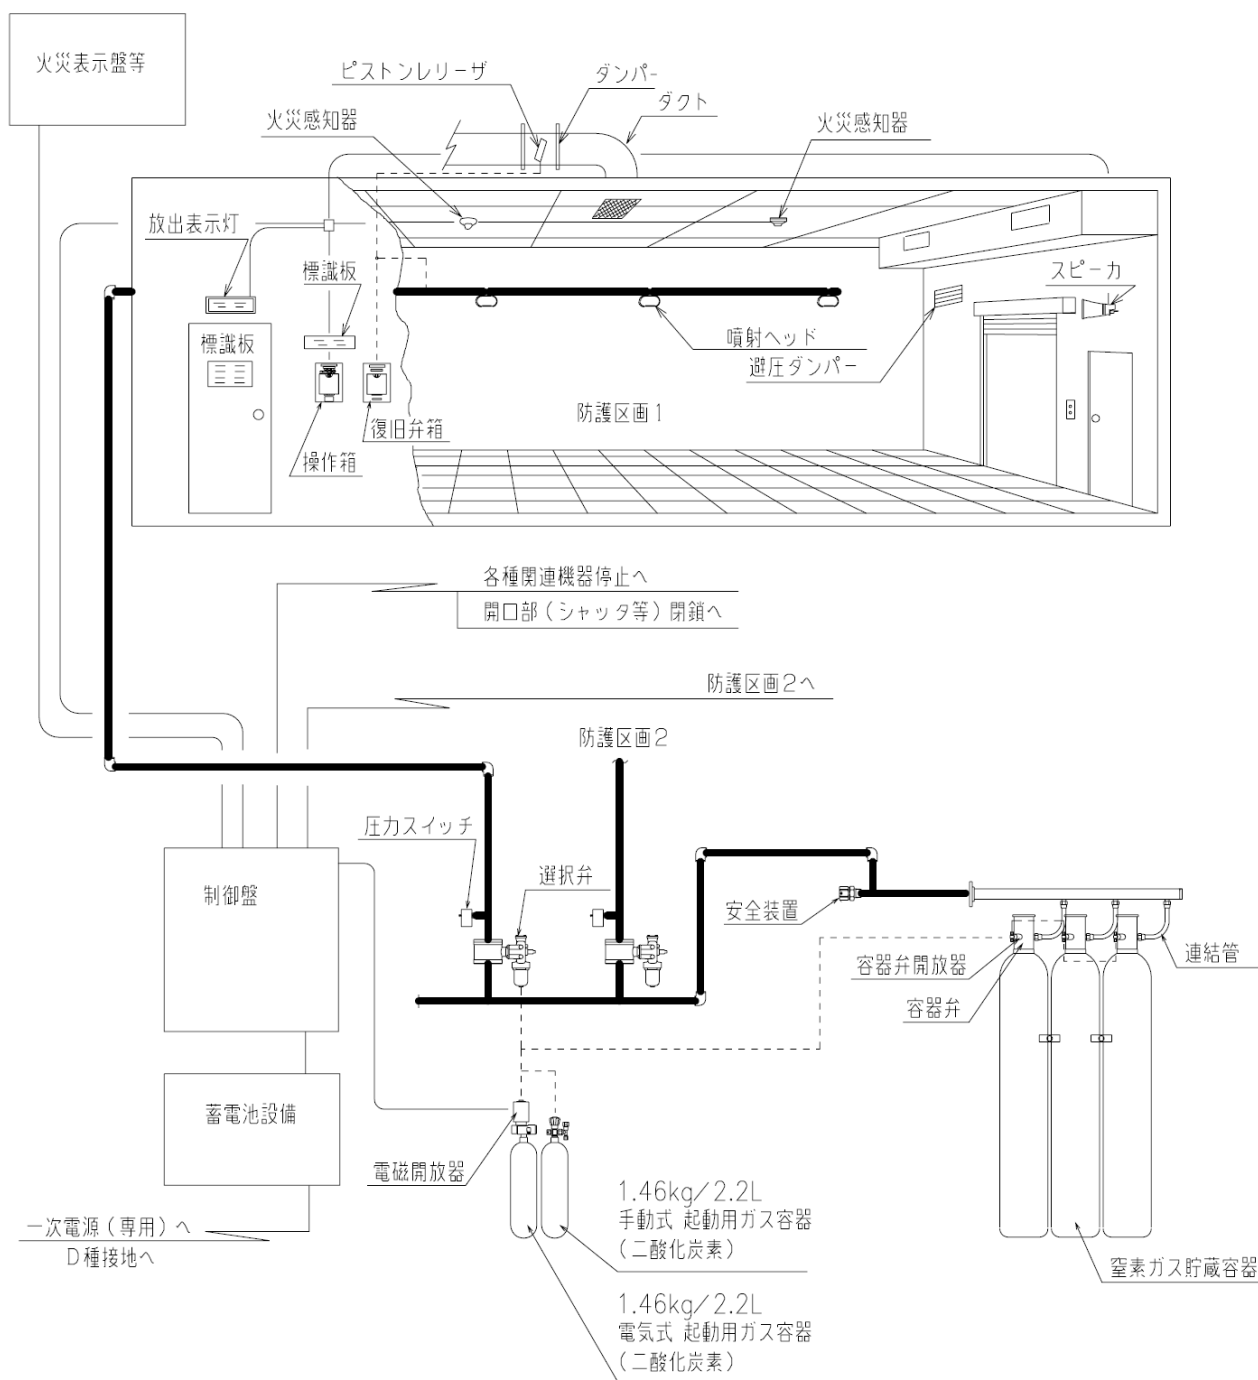 火災表示盤等
ピストンレリーザ
ダンパー
ダクト
火災感知器
火災感知器
放出表示灯
標識板
スピーカ
標識板
噴射ヘッド
避圧ダンパー
防護区画1
復旧弁箱
操作箱
各種関連機器停止へ
開口部(シャッタ等)閉鎖へ
防護区画2へ
防護区画2
圧力スイッチ
選択弁
制御盤
安全装置
容器弁開放器
連結管
容器弁
蓄電池設備
電磁開放器
1.46kg/2.2L
手動式 起動用ガス容器
(二酸化炭素)
一次電源(専用)へ
D種接地へ
窒素ガス貯蔵容器
1.46kg/2.2L
電気式 起動用ガス容器
(二酸化炭素)